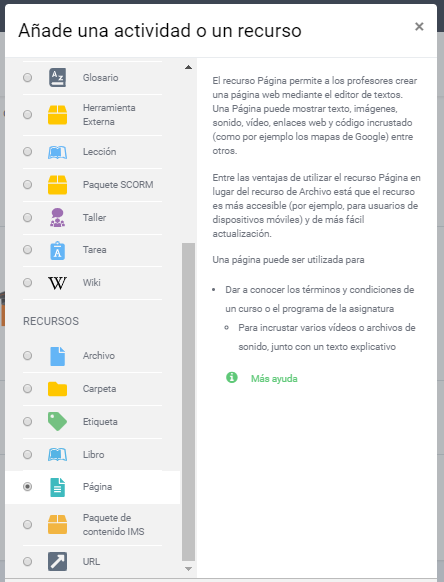 Añade una actividad o un recurso
×
Glosario
Herramienta
Externa
Lección
Paquete SCORM
Taller
Tarea
W
Wiki
RECURSOS
Archivo
Carpeta
Etiqueta
Libro
Página
Paquete de
contenido IMS
URL
El recurso Página permite a los profesores crear
una página web mediante el editor de textos.
Una Página puede mostrar texto, imágenes,
sonido, vídeo, enlaces web y código incrustado
(como por ejemplo los mapas de Google) entre
otros.
Entre las ventajas de utilizar el recurso Página en
lugar del recurso de Archivo está que el recurso
es más accesible (por ejemplo, para usuarios de
dispositivos móviles) y de más fácil
actualización.
Una página puede ser utilizada para
• Dar a conocer los términos y condiciones de
un curso o el programa de la asignatura
○ Para incrustar varios vídeos o archivos de
sonido, junto con un texto explicativo
Más ayuda